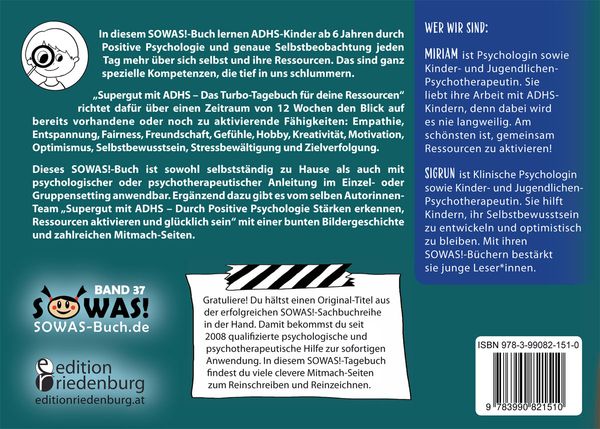 In diesem SOWAS!-Buch lernen ADHS-Kinder ab 6 Jahren durch
Positive Psychologie und genaue Selbstbeobachtung jeden
Tag mehr über sich selbst und ihre Ressourcen. Das sind ganz
spezielle Kompetenzen, die tief in uns schlummern.
„Supergut mit ADHS – Das Turbo-Tagebuch für deine Ressourcen“
richtet dafür über einen Zeitraum von 12 Wochen den Blick auf
bereits vorhandene oder noch zu aktivierende Fähigkeiten: Empathie,
Entspannung, Fairness, Freundschaft, Gefühle, Hobby, Kreativität, Motivation,
Optimismus, Selbstbewusstsein, Stressbewältigung und Zielverfolgung.
Dieses SOWAS!-Buch ist sowohl selbstständig zu Hause als auch mit
psychologischer oder psychotherapeutischer Anleitung im Einzel- oder
Gruppensetting anwendbar. Ergänzend dazu gibt es vom selben Autorinnen-
Team „Supergut mit ADHS – Durch Positive Psychologie Stärken erkennen,
Ressourcen aktivieren und glücklich sein“ mit einer bunten Bildergeschichte
und zahlreichen Mitmach-Seiten.
WER WIR SIND:
MIRIAM ist Psychologin sowie
Kinder- und Jugendlichen-
Psychotherapeutin. Sie
liebt ihre Arbeit mit ADHS-
Kindern, denn dabei wird
es nie langweilig. Am
schönsten ist, gemeinsam
Ressourcen zu aktivieren!
SIGRUN ist Klinische Psychologin
sowie Kinder- und Jugendlichen-
Psychotherapeutin. Sie hilft
Kindern, ihr Selbstbewusstsein
zu entwickeln und optimistisch
zu bleiben. Mit ihren
SOWAS!-Büchern bestärkt
sie junge Leser*innen.
BAND 37
SOWAS!
SOWAS-Buch.de
edition
riedenburg
editionriedenburg.at
Gratuliere! Du hältst einen Original-Titel aus
der erfolgreichen SOWAS!-Sachbuchreihe
in der Hand. Damit bekommst du seit
2008 qualifizierte psychologische und
psychotherapeutische Hilfe zur sofortigen
Anwendung. In diesem SOWAS!-Tagebuch
findest du viele clevere Mitmach-Seiten
zum Reinschreiben und Reinzeichnen.
ISBN 978-3-99082-151-0
9 783990 821510